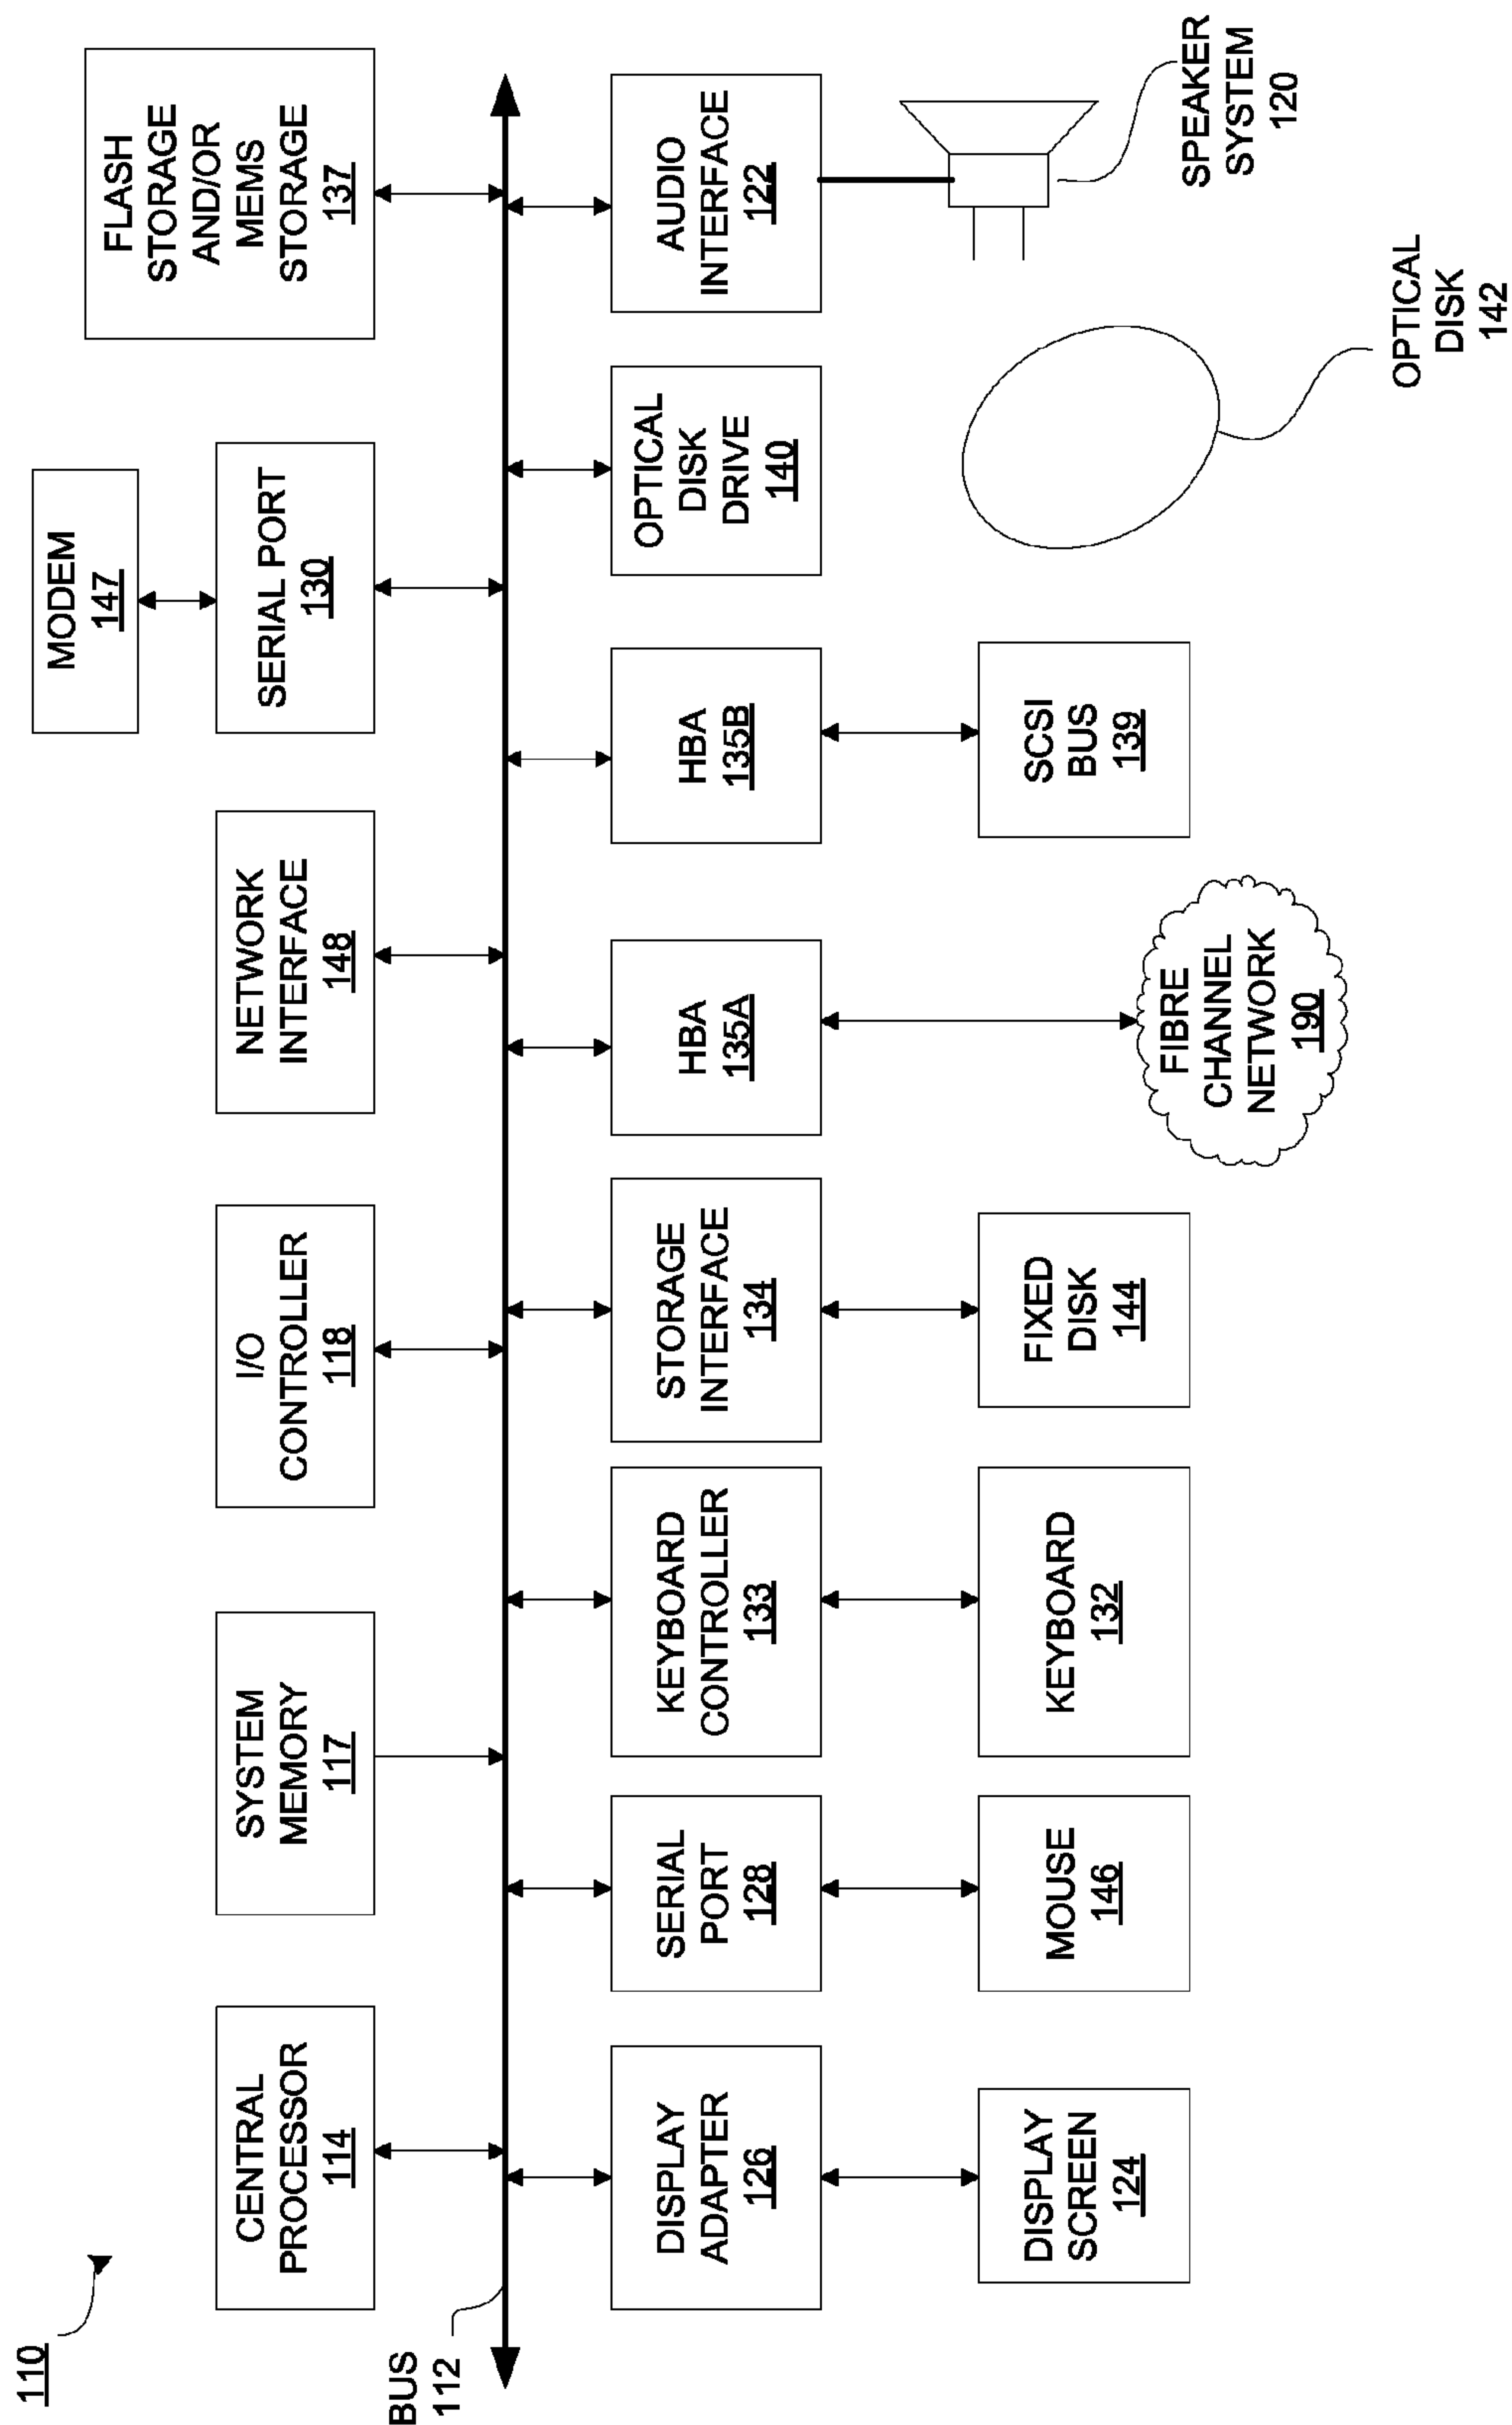 110
CENTRAL
PROCESSOR
114
SYSTEM
MEMORY
117
I/O
CONTROLLER
118
NETWORK
INTERFACE
148
MODEM
147
SERIAL PORT
130
FLASH
STORAGE
AND/OR
MEMS
STORAGE
137
BUS
112
DISPLAY
ADAPTER
126
SERIAL
PORT
128
KEYBOARD
CONTROLLER
133
STORAGE
INTERFACE
134
HBA
135A
HBA
135B
OPTICAL
DISK
DRIVE
140
AUDIO
INTERFACE
122
DISPLAY
SCREEN
124
MOUSE
146
KEYBOARD
132
FIXED
DISK
144
FIBRE
CHANNEL
NETWORK
190
SCSI
BUS
139
OPTICAL
DISK
142
SPEAKER
SYSTEM
120